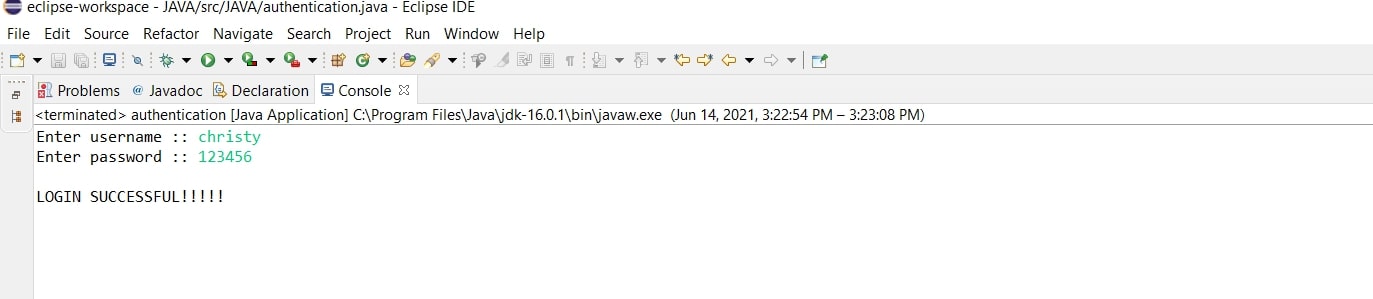 eclipse-workspace - JAVA/src/JAVA/authentication.java - Eclipse IDE
File Edit Source Refactor Navigate Search Project Run Window Help
Problems @ Javadoc Declaration Console
<terminated> authentication [Java Application] C:\Program Files\Java\jdk-16.0.1\bin\javaw.exe (Jun 14, 2021, 3:22:54 PM – 3:23:08 PM)
Enter username :: christy
Enter password :: 123456
LOGIN SUCCESSFUL!!!!!